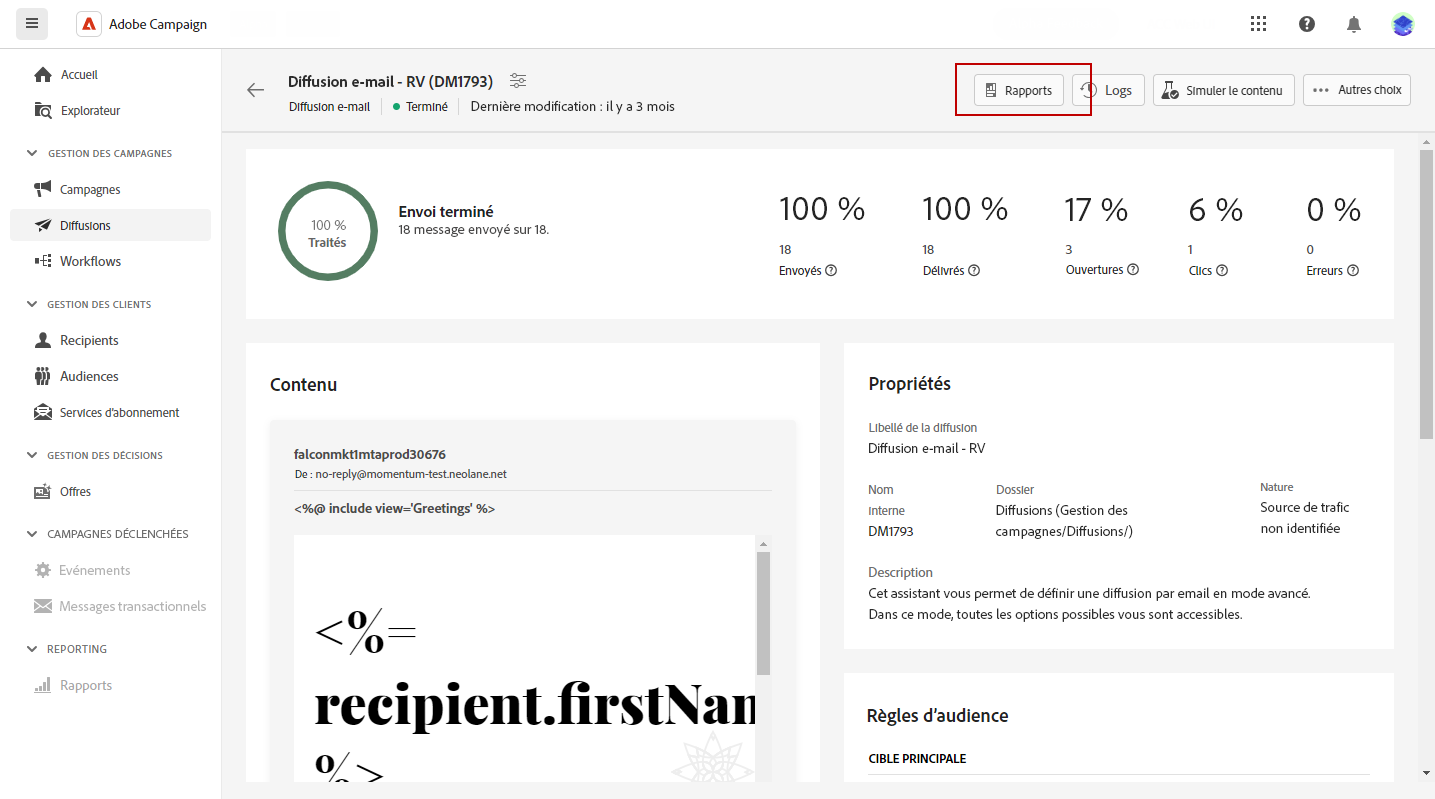 Adobe Campaign
Accueil
Explorateur
GESTION DES CAMPAGNES
Campagnes
Diffusions
Workflows
GESTION DES CLIENTS
Recipients
Audiences
Services d'abonnement
GESTION DES DÉCISIONS
Offres
CAMPAGNES DÉCLENCHÉES
Evénements
Messages transactionnels
REPORTING
Rapports
Diffusion e-mail - RV (DM1793)
Diffusion e-mail
Terminé
Dernière modification : il y a 3 mois
Rapports
Logs
Simuler le contenu
Autres choix
100 %
Traités
Envoi terminé
18 message envoyé sur 18.
100 %
18
Envoyés
100 %
18
Délivrés
17 %
3
Ouvertures
6 %
1
Clics
0 %
0
Erreurs
Contenu
falconmkt1mtaprod30676
De : no-reply@momentum-test.neolane.net
<%@ include view='Greetings' %>
<%=
recipient.firstNam
%>
Propriétés
Libellé de la diffusion
Diffusion e-mail - RV
Nom
Interne
DM1793
Dossier
Diffusions (Gestion des
campagnes/Diffusions/)
Nature
Source de trafic
non identifiée
Description
Cet assistant vous permet de définir une diffusion par email en mode avancé.
Dans ce mode, toutes les options possibles vous sont accessibles.
Règles d'audience
CIBLE PRINCIPALE